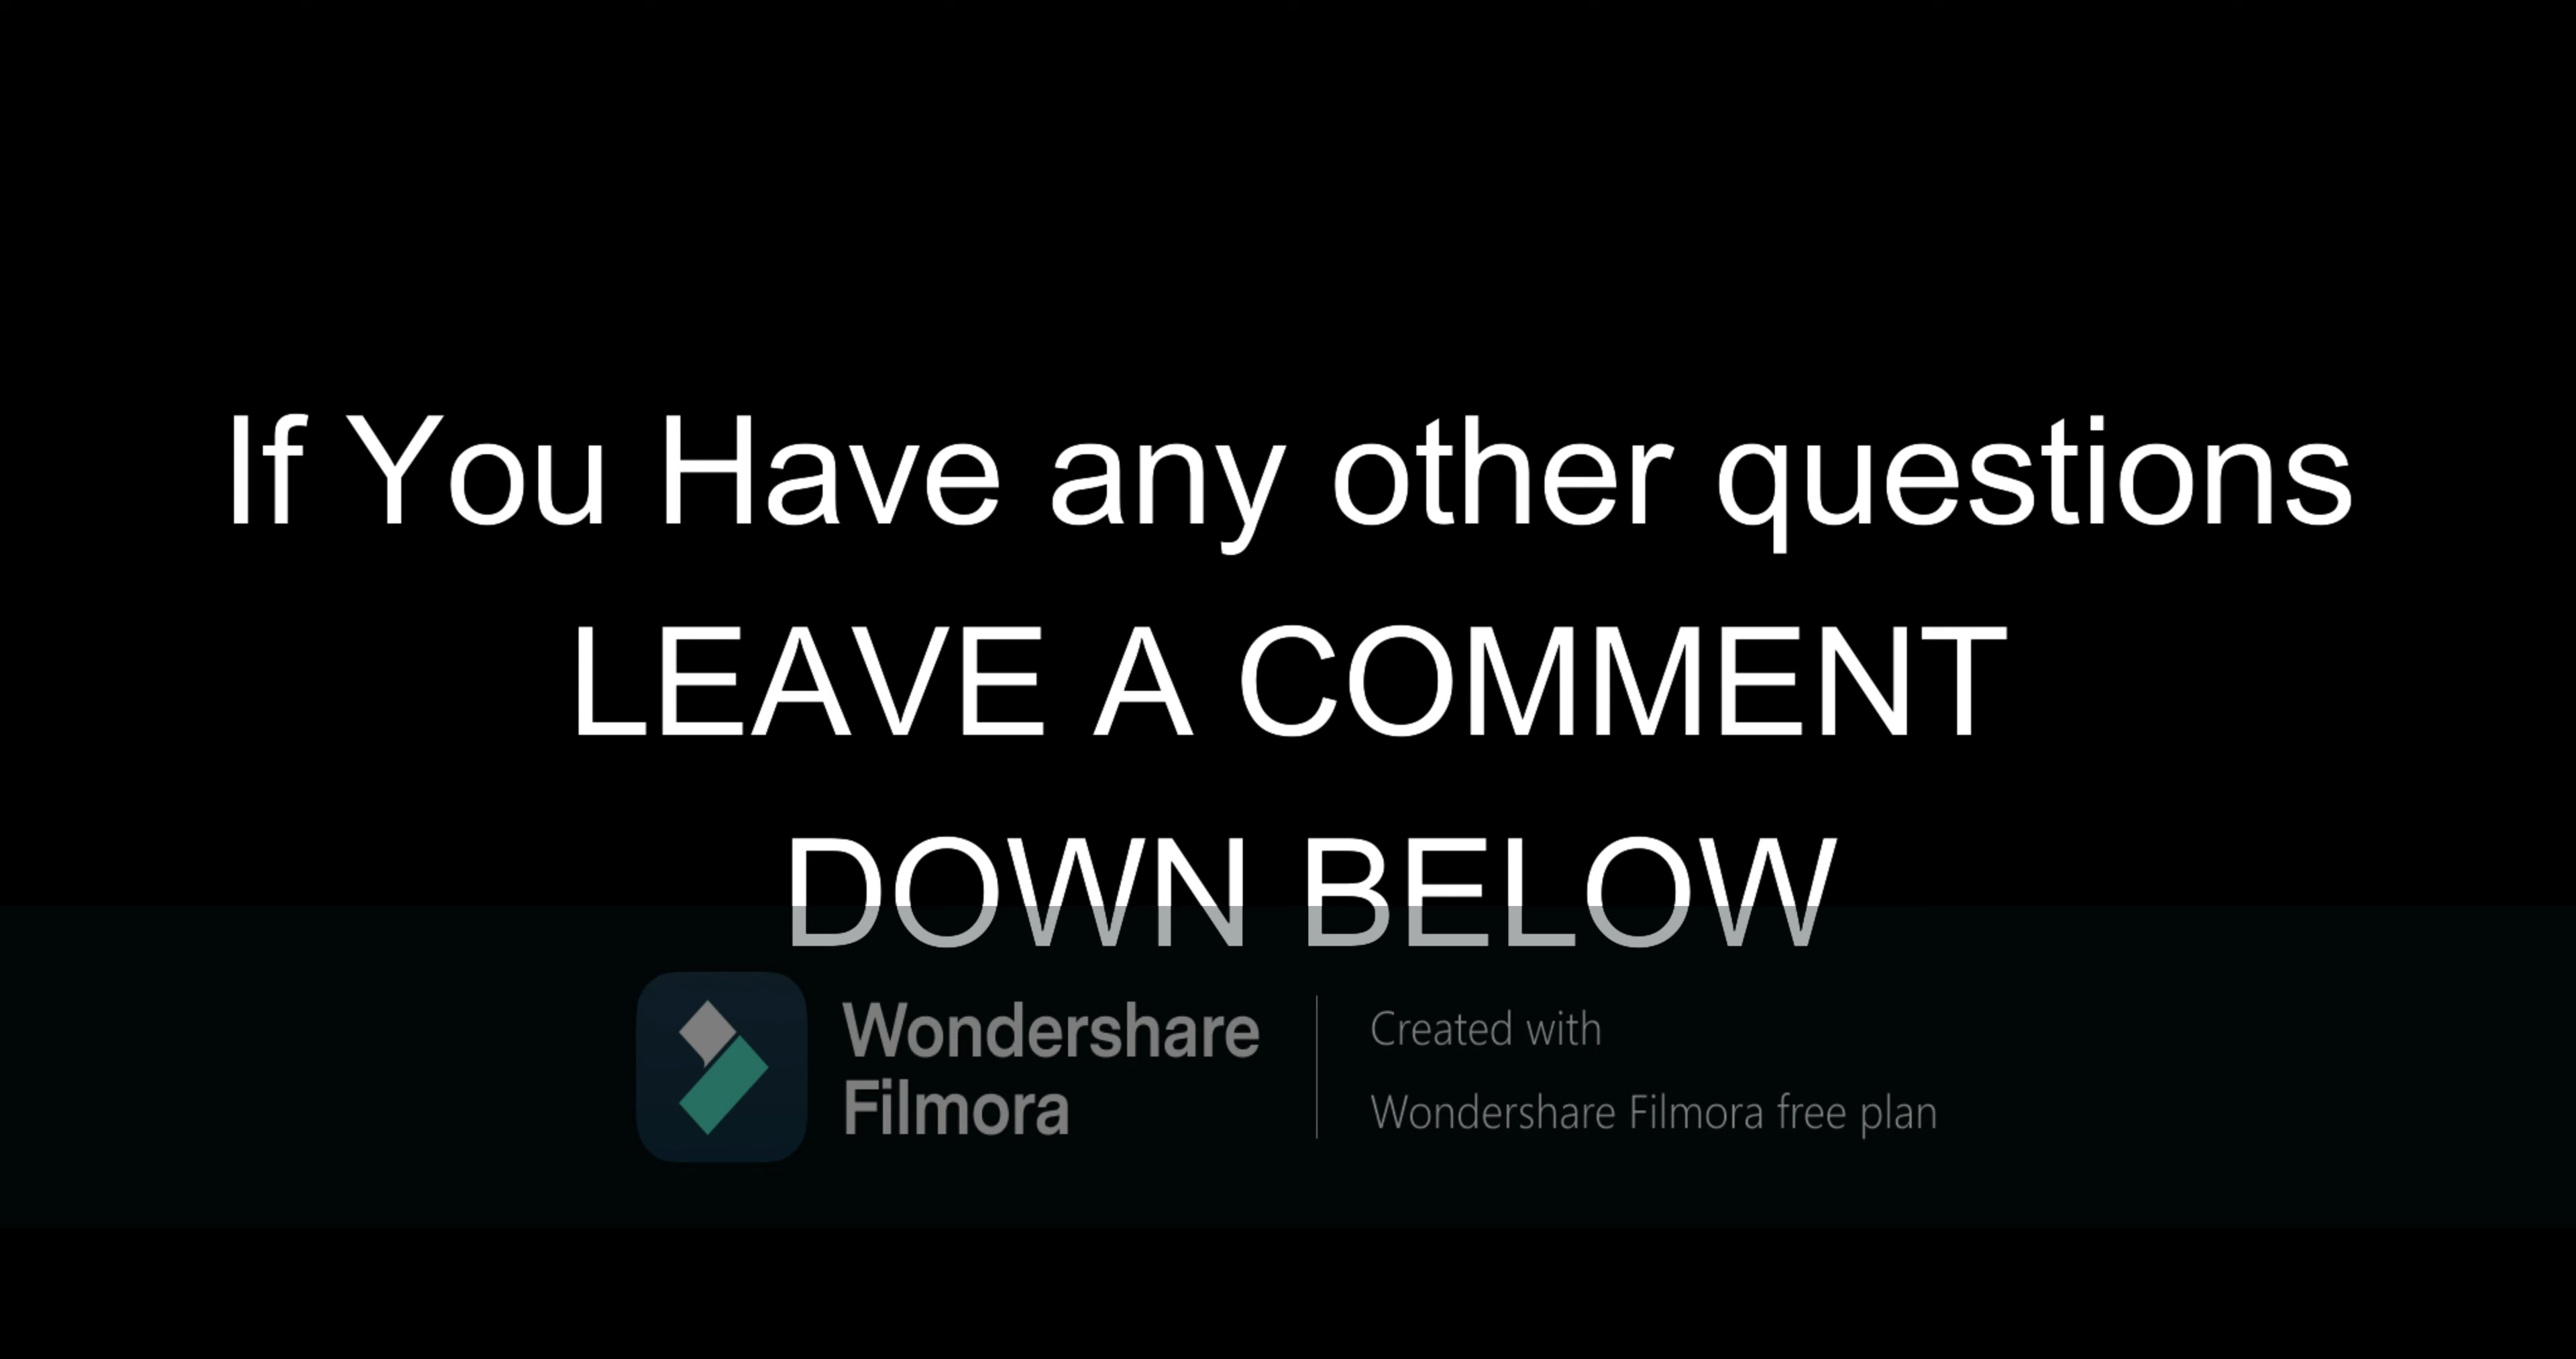 If You Have any other questions
LEAVE A COMMENT
DOWN BELOW
Wondershare
Filmora
Created with
Wondershare Filmora free plan